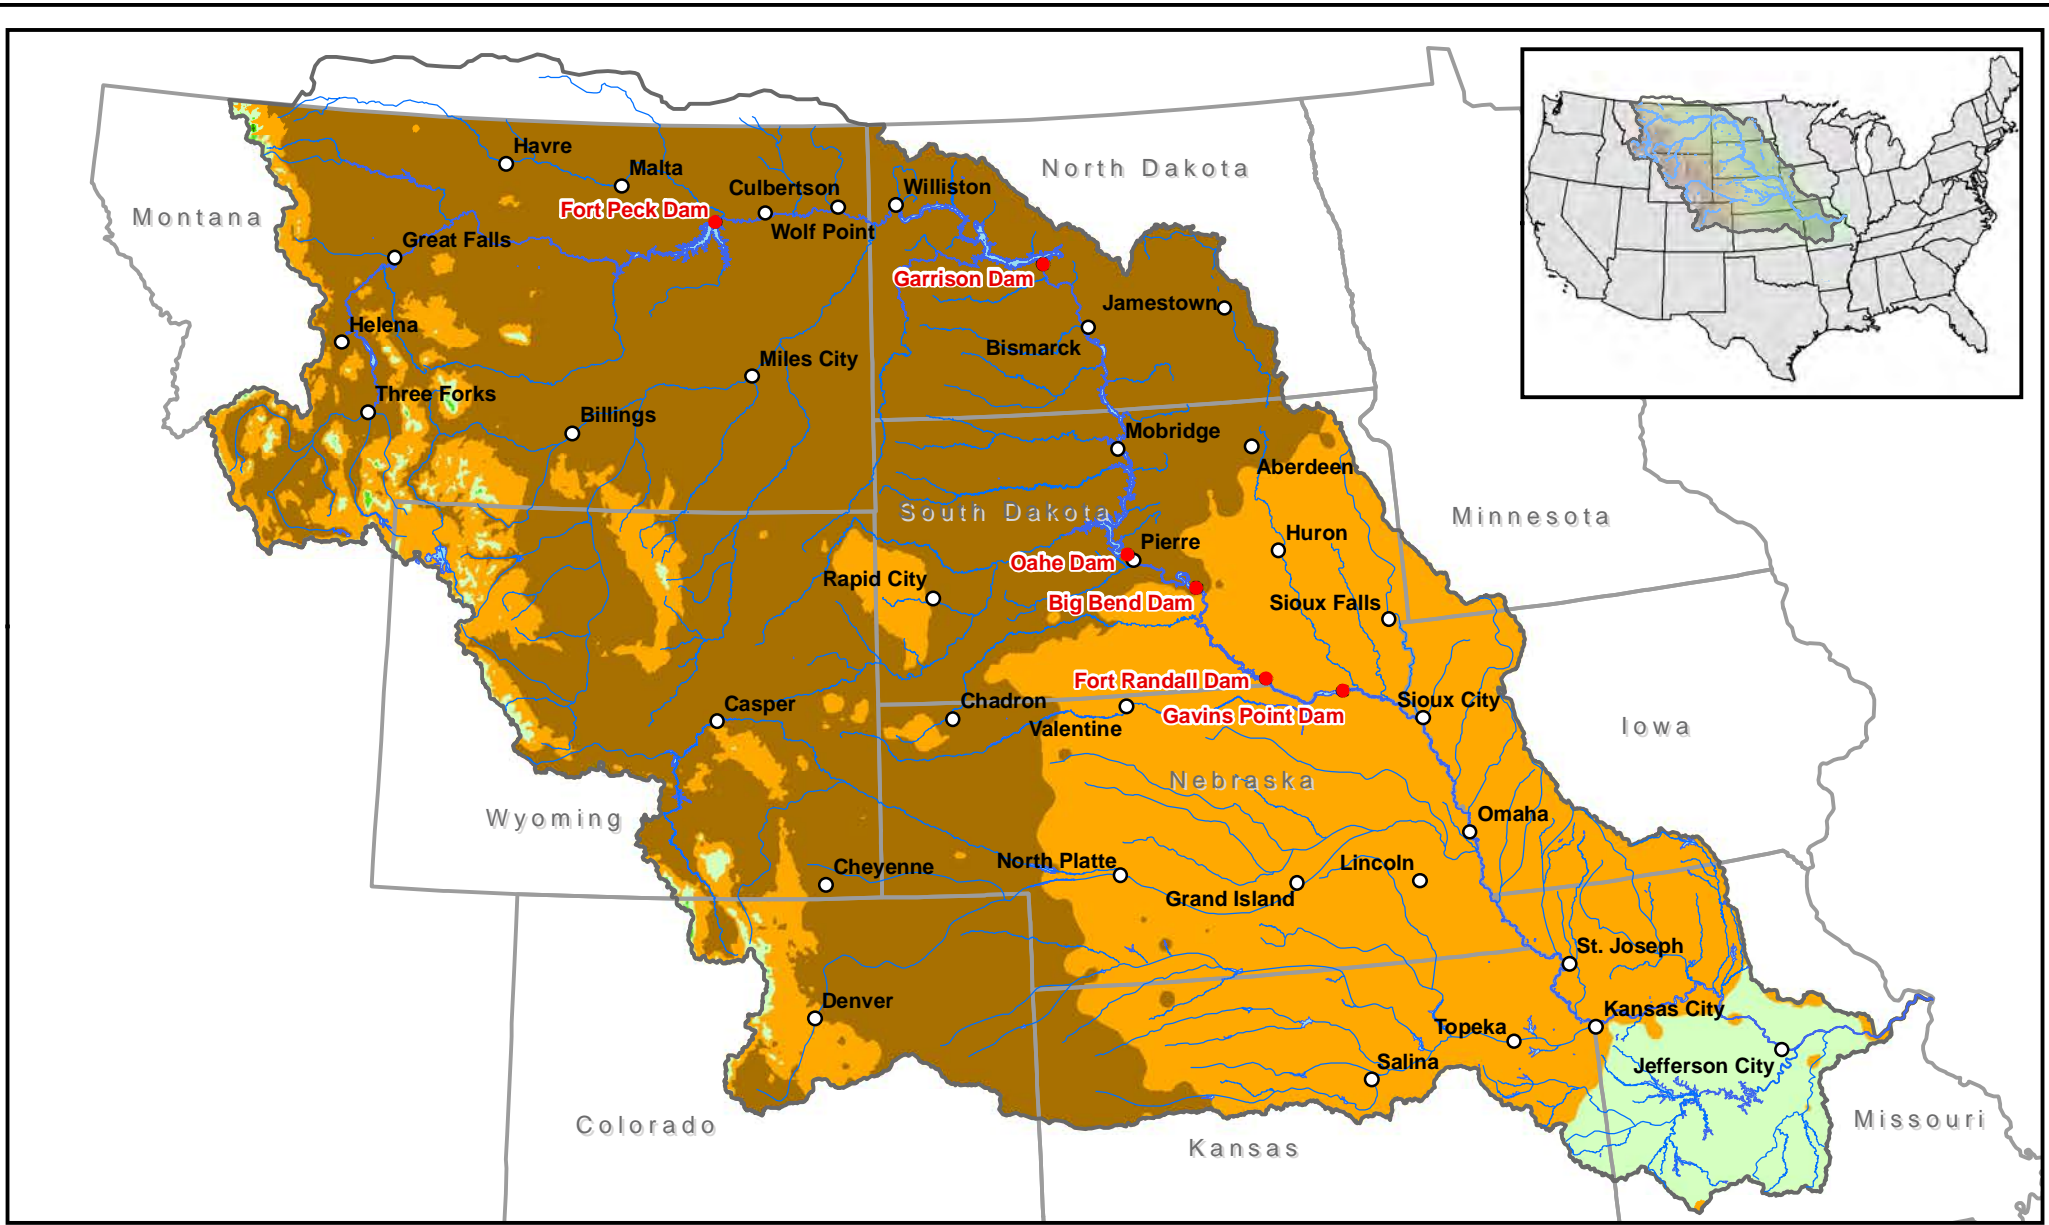 North Dakota
Havre
Malta
Culbertson
Williston
Montana
Fort Peck Dam
Wolf Point
Great Falls
Garrison Dam
Jamestown
Helena
Bismarck
Miles City
Three Forks
Billings
Mobridge
Aberdeen
South Dakota
Minnesota
Huron
Pierre
Oahe Dam
Rapid City
Big Bend Dam
Sioux Falls
Fort Randall Dam
Chadron
Sioux City
Casper
Valentine
Gavins Point Dam
Iowa
Nebraska
Wyoming
Omaha
North Platte
Lincoln
Cheyenne
Grand Island
St. Joseph
Denver
Kansas City
Topeka
Salina
Jefferson City
Colorado
Missouri
Kansas